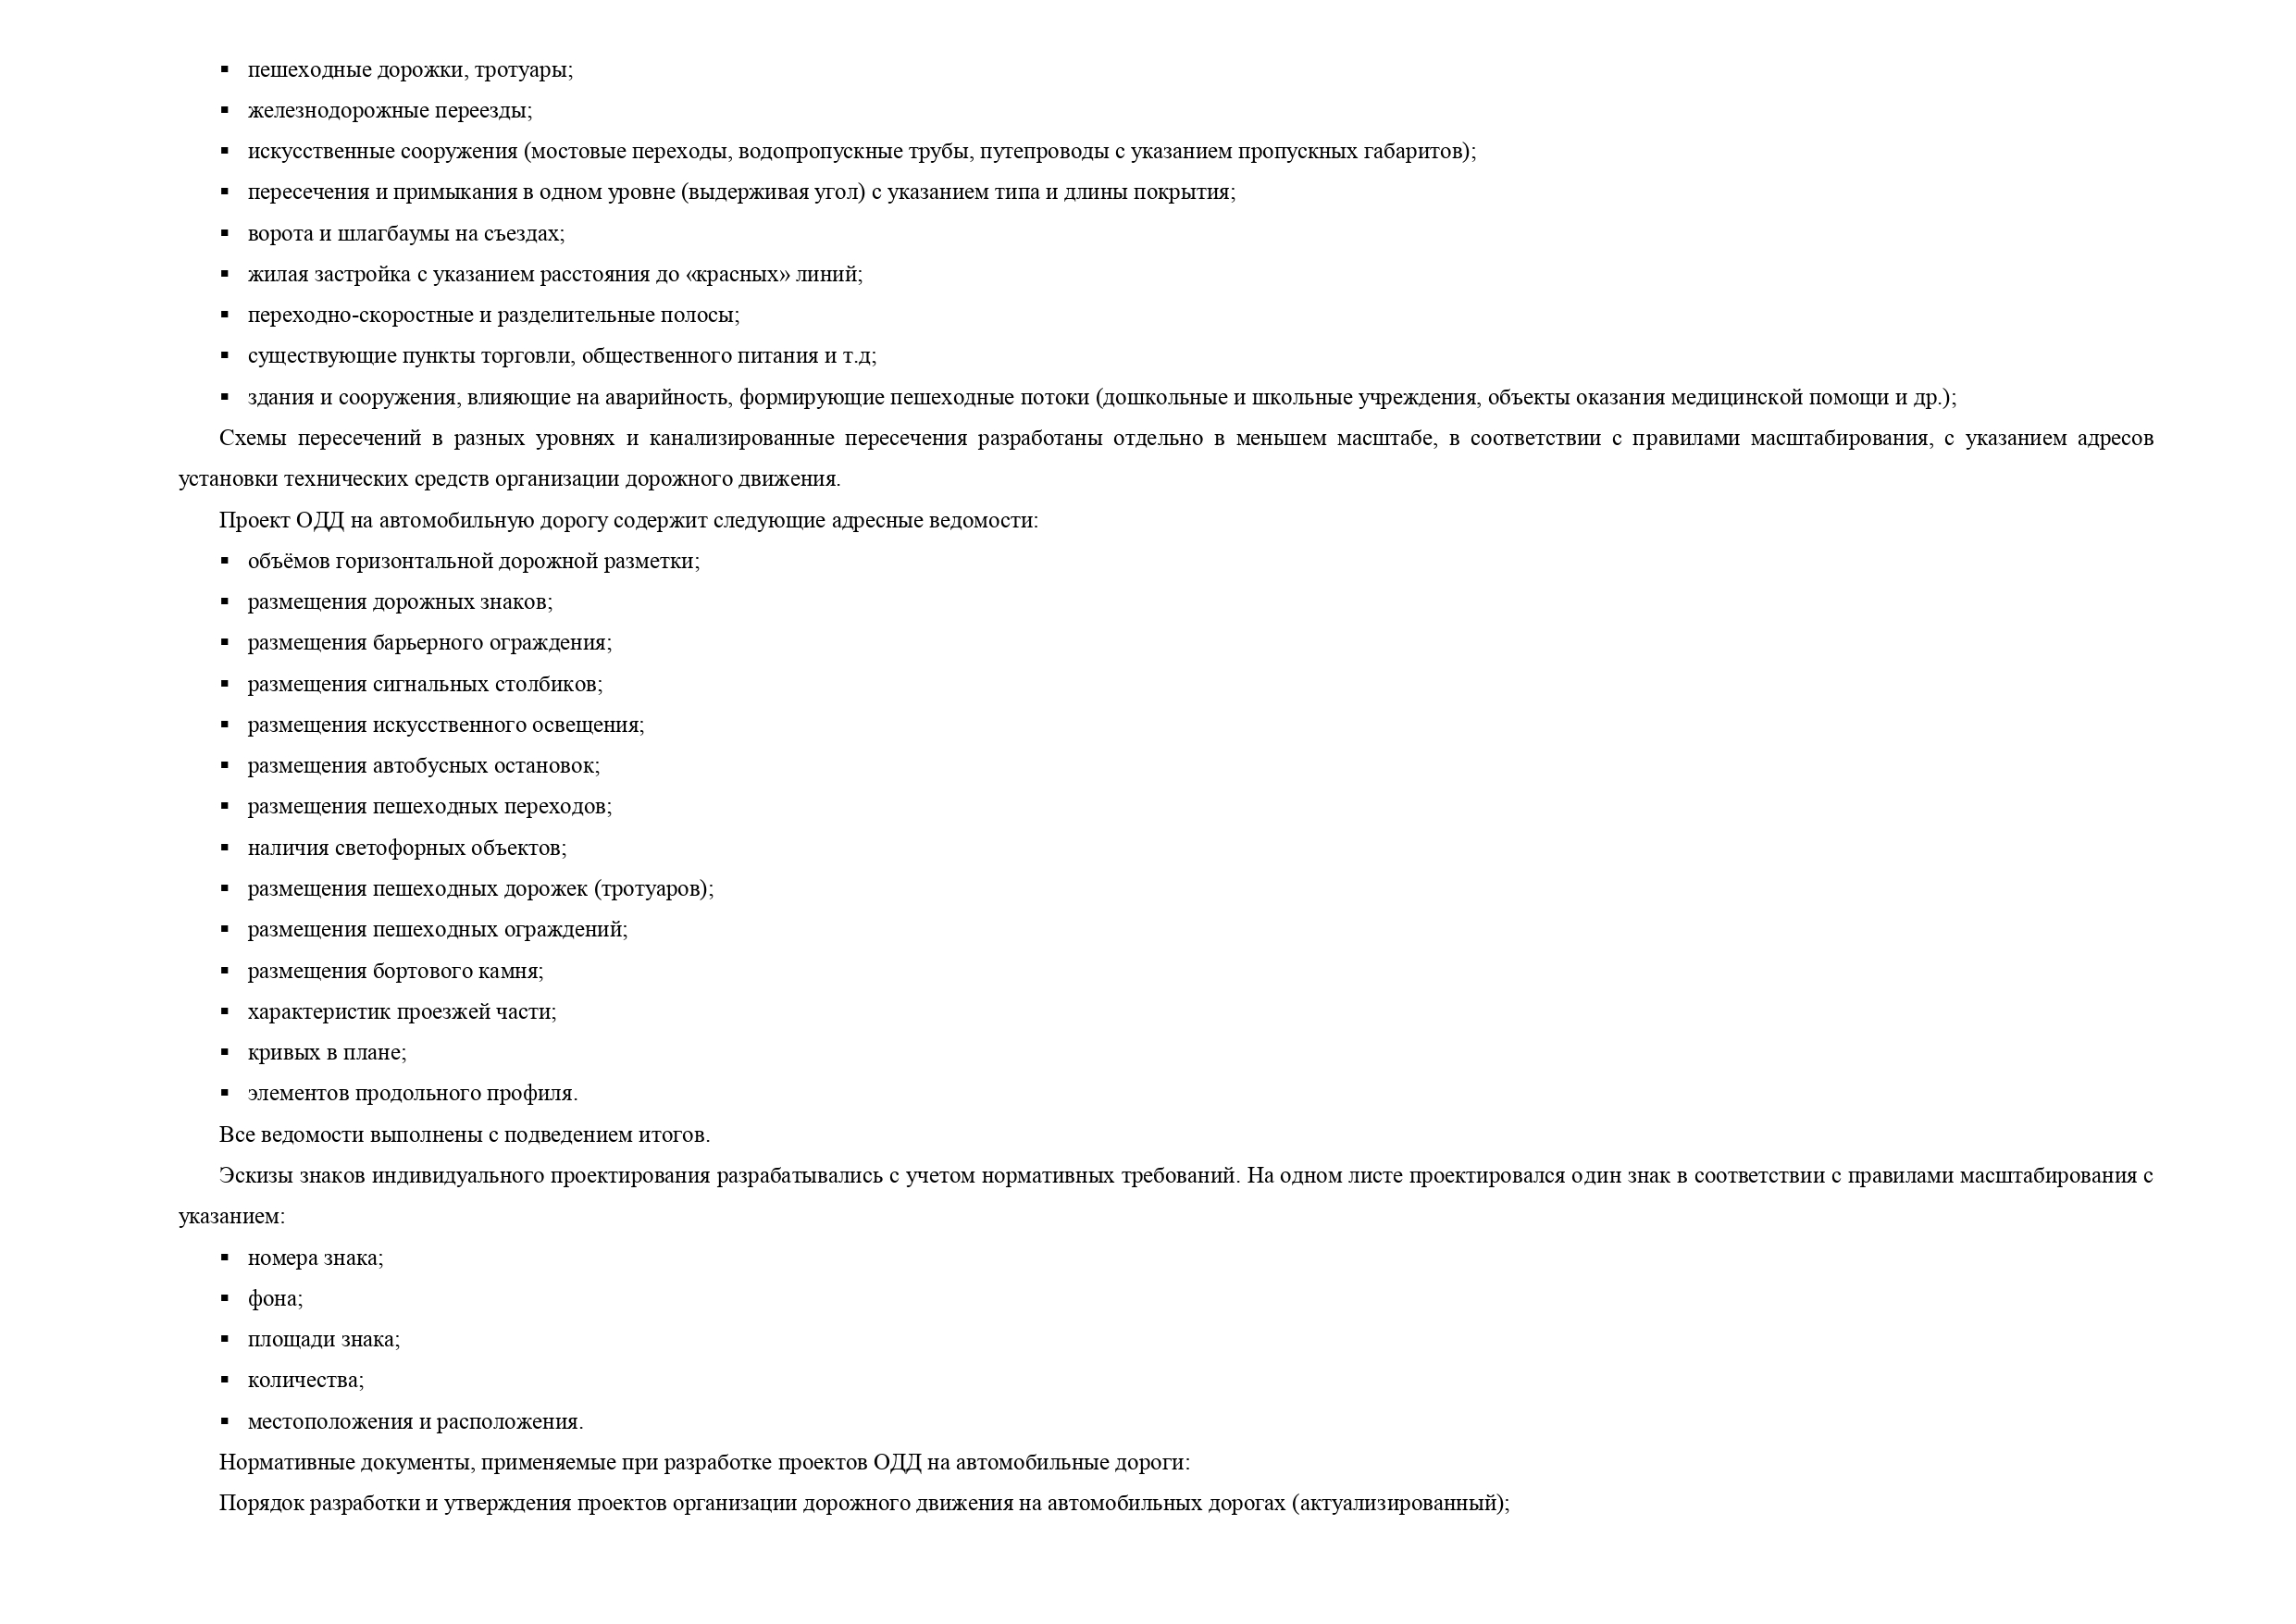 ▪ пешеходные дорожки, тротуары;
▪ железнодорожные переезды;
▪ искусственные сооружения (мостовые переходы, водопропускные трубы, путепроводы с указанием пропускных габаритов);
▪ пересечения и примыкания в одном уровне (выдерживая угол) с указанием типа и длины покрытия;
▪ ворота и шлагбаумы на съездах;
▪ жилая застройка с указанием расстояния до «красных» линий;
▪ переходно-скоростные и разделительные полосы;
▪ существующие пункты торговли, общественного питания и т.д;
▪ здания и сооружения, влияющие на аварийность, формирующие пешеходные потоки (дошкольные и школьные учреждения, объекты оказания медицинской помощи и др.);
Схемы пересечений в разных уровнях и канализированные пересечения разработаны отдельно в меньшем масштабе, в соответствии с правилами масштабирования, с указанием адресов
установки технических средств организации дорожного движения.
Проект ОДД на автомобильную дорогу содержит следующие адресные ведомости:
▪ объёмов горизонтальной дорожной разметки;
▪ размещения дорожных знаков;
▪ размещения барьерного ограждения;
▪ размещения сигнальных столбиков;
▪ размещения искусственного освещения;
▪ размещения автобусных остановок;
▪ размещения пешеходных переходов;
▪ наличия светофорных объектов;
▪ размещения пешеходных дорожек (тротуаров);
▪ размещения пешеходных ограждений;
▪ размещения бортового камня;
▪ характеристик проезжей части;
▪ кривых в плане;
▪ элементов продольного профиля.
Все ведомости выполнены с подведением итогов.
Эскизы знаков индивидуального проектирования разрабатывались с учетом нормативных требований. На одном листе проектировался один знак в соответствии с правилами масштабирования с
указанием:
▪ номера знака;
▪ фона;
▪ площади знака;
▪ количества;
▪ местоположения и расположения.
Нормативные документы, применяемые при разработке проектов ОДД на автомобильные дороги:
Порядок разработки и утверждения проектов организации дорожного движения на автомобильных дорогах (актуализированный);